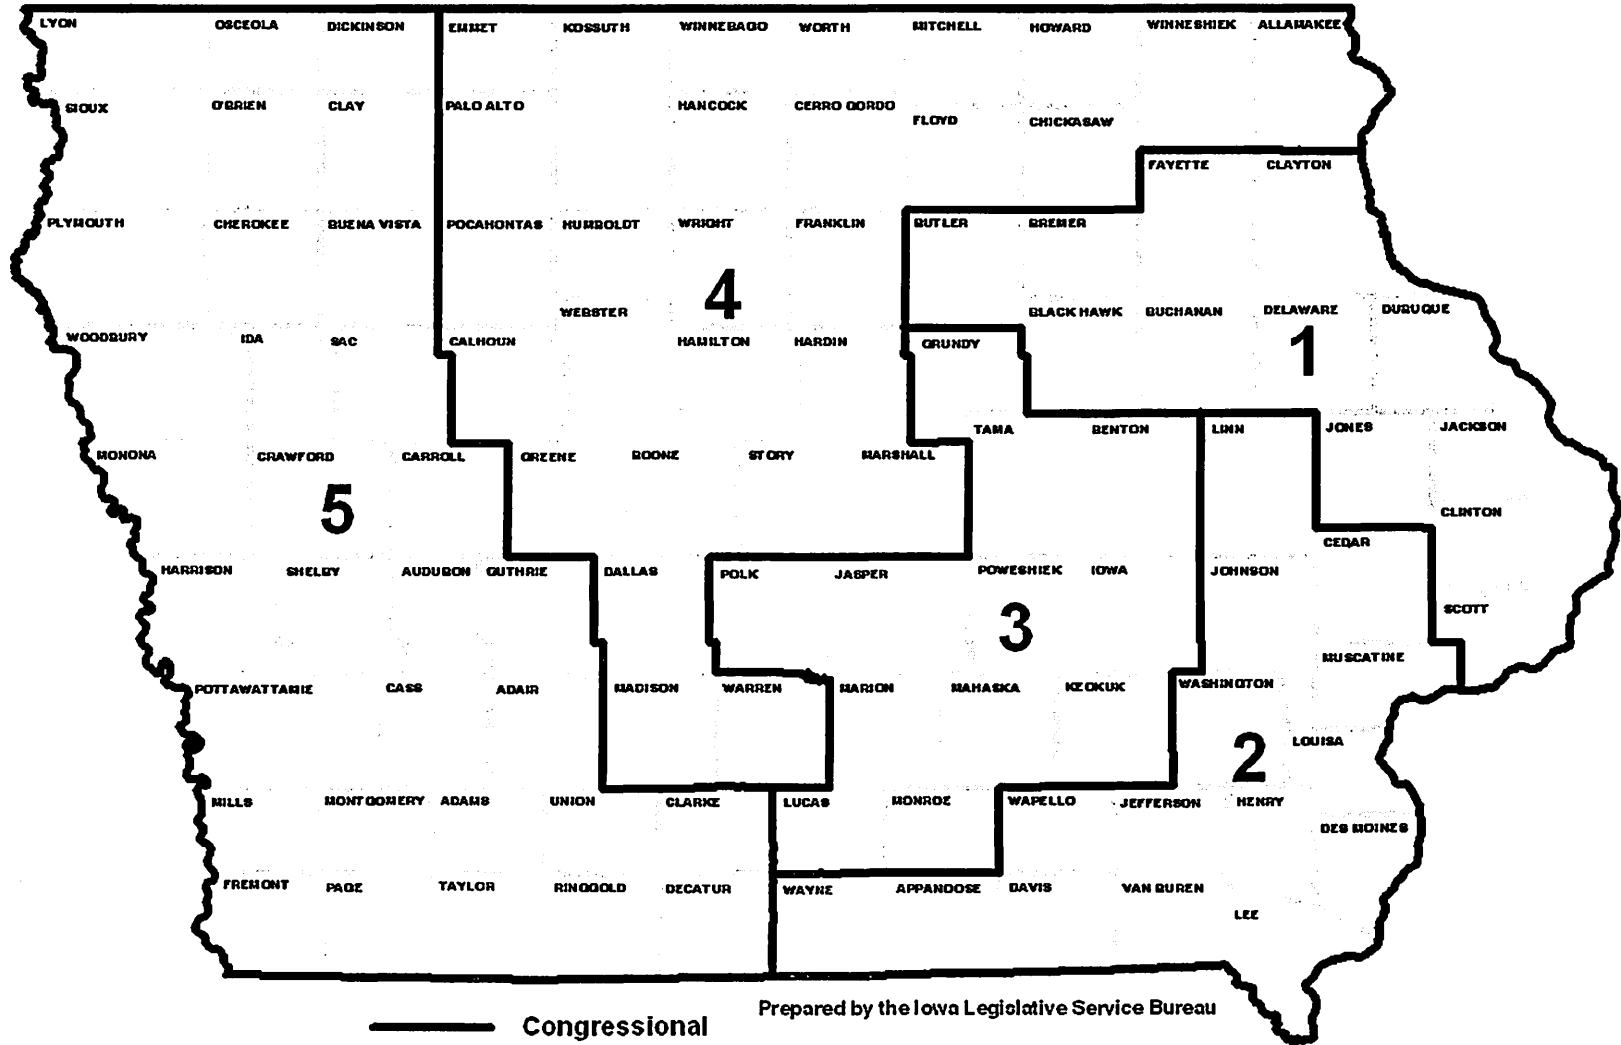 LYON OSCEOLA DICKINSON EMMET KOSSUTH WINNEBAGO WORTH MITCHELL HOWARD WINNESHIEK ALLAMAKEE
SIOUX O'BRIEN CLAY PALO ALTO HANCOCK CERRO GORDO
FLOYD CHICKASAW
FAYETTE CLAYTON
PLYMOUTH CHEROKEE BUENA VISTA POCAHONTAS HUMBOLDT WRIGHT FRANKLIN BUTLER BREMER
4
WEBSTER BLACK HAWK BUCHANAN DELAWARE DUBUQUE
WOODBURY IDA SAC CALHOUN HAMILTON HARDIN GRUNDY
1
TAMA BENTON LINN JONES JACKSON
MONONA CRAWFORD CARROLL GREENE BOONE STORY MARSHALL
5
CLINTON
CEDAR
HARRISON SHELBY AUDUBON GUTHRIE DALLAS POLK JASPER POWESHIEK IOWA JOHNSON
SCOTT
3
MUSCATINE
POTTAWATTAMIE CASS ADAIR MADISON WARREN MARION MAHASKA KEOKUK WASHINGTON
LOUISA
2
MILLS MONTGOMERY ADAMS UNION CLARKE LUCAS MONROE WAPELLO JEFFERSON HENRY
DES MOINES
FREMONT PAGE TAYLOR RINGGOLD DECATUR WAYNE APPANOOSE DAVIS VAN BUREN
LEE
Prepared by the Iowa Legislative Service Bureau
Congressional